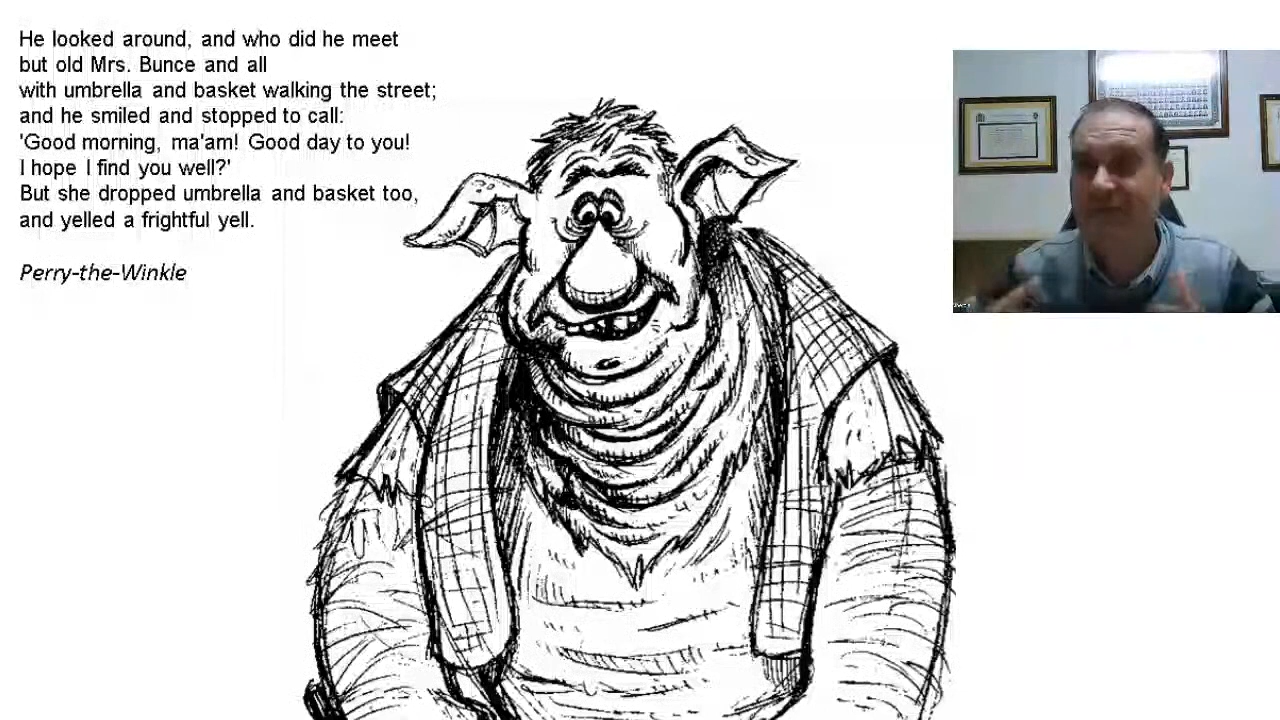 He looked around, and who did he meet
but old Mrs. Bunce and all
with umbrella and basket walking the street;
and he smiled and stopped to call:
'Good morning, ma'am! Good day to you!
I hope I find you well?'
But she dropped umbrella and basket too,
and yelled a frightful yell.
Perry-the-Winkle